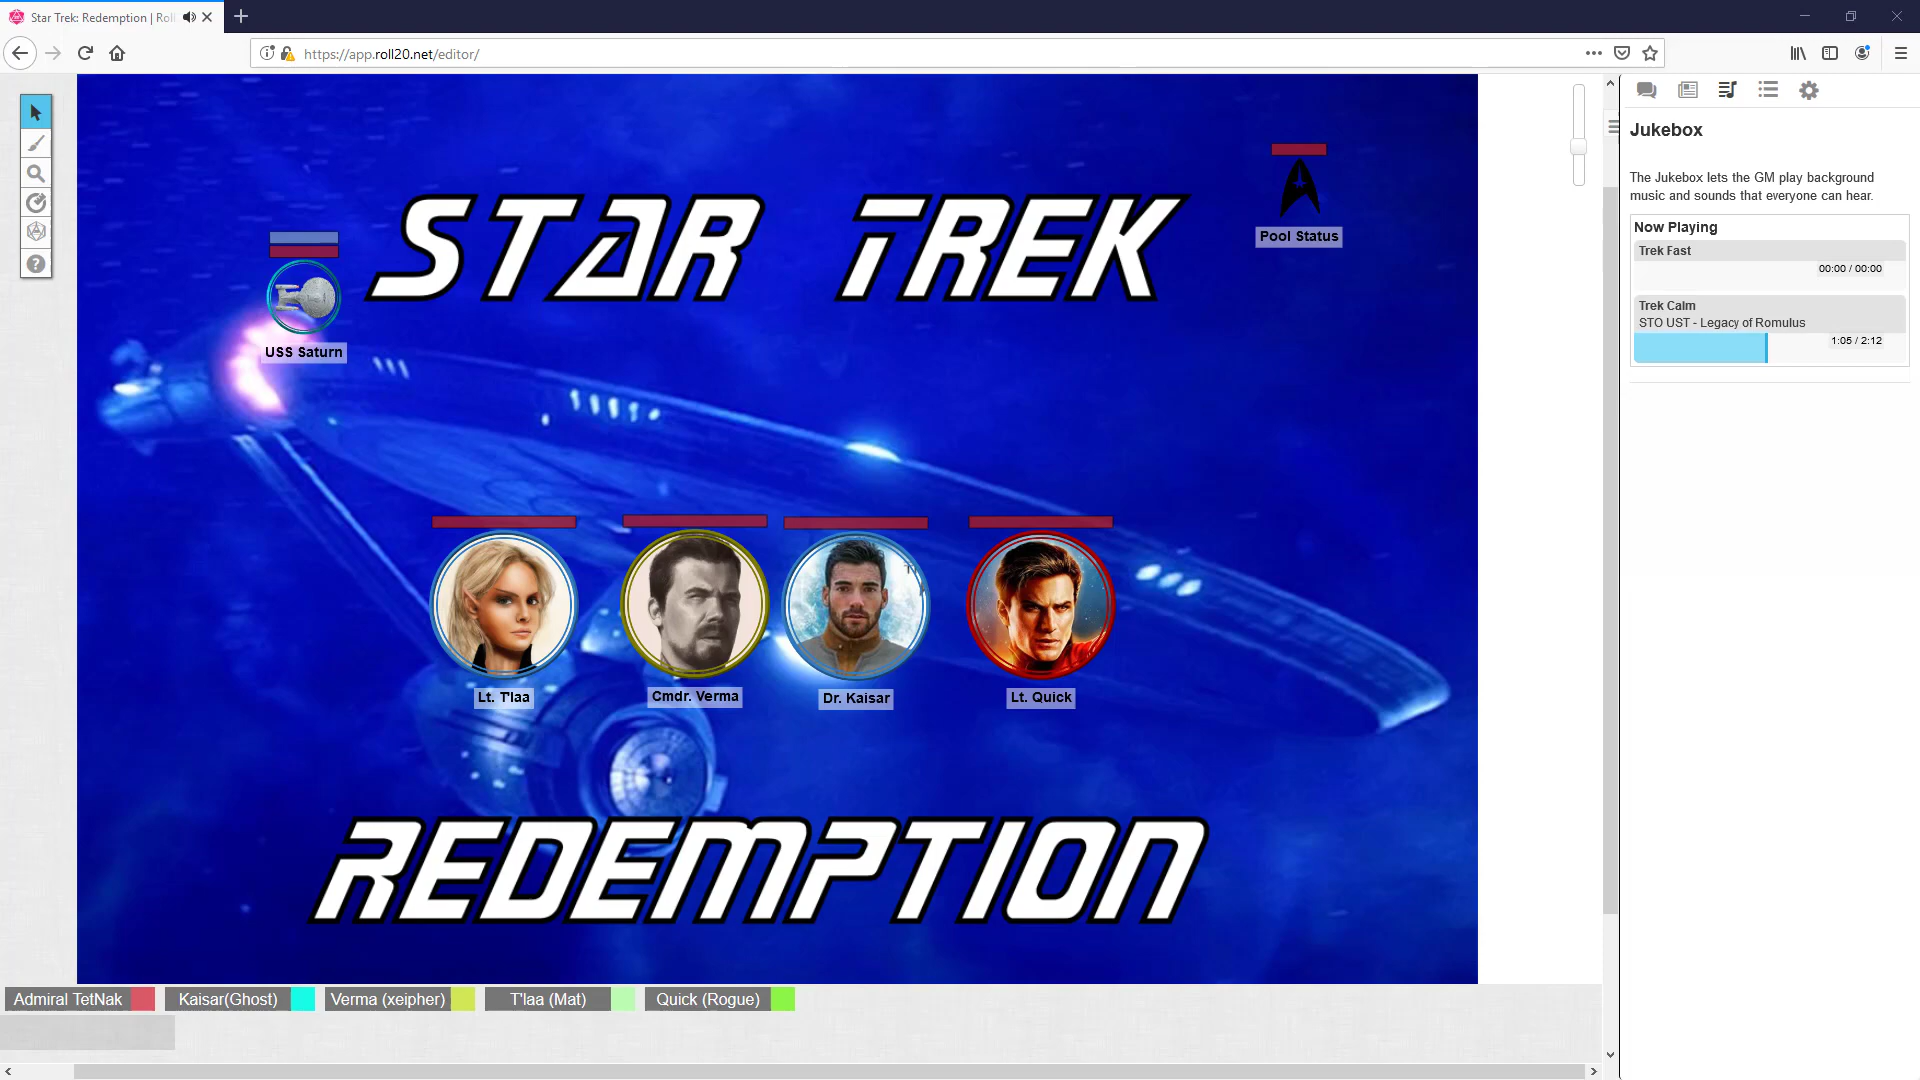 Star Trek: Redemption | Roll
https://app.roll20.net/editor/
Jukebox
The Jukebox lets the GM play background
music and sounds that everyone can hear.
Now Playing
Trek Fast
00:00 / 00:00
Trek Calm
STO UST - Legacy of Romulus
1:05 / 2:12
STAR TREK
Pool Status
USS Saturn
Lt. T'laa
Cmdr. Verma
Dr. Kaisar
Lt. Quick
REDEMPTION
Admiral TetNak
Kaisar(Ghost)
Verma (xeipher)
T'laa (Mat)
Quick (Rogue)